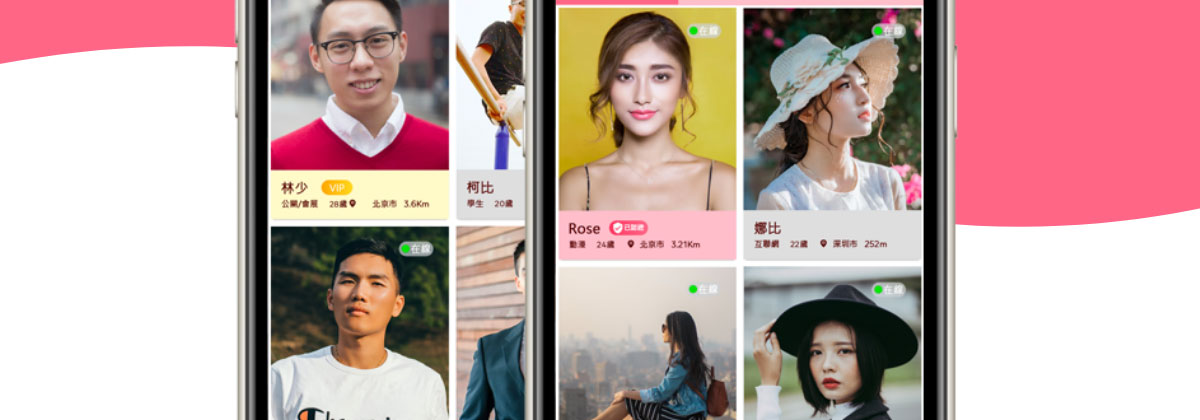 林少 VIP
公關/會展 28歲 北京市 3.6Km
柯比
學生 20歲
在線
Champion
在線
Rose 已認證
動漫 24歲 北京市 3.21Km
在線
娜比
互聯網 22歲 深圳市 252m
在線
在線